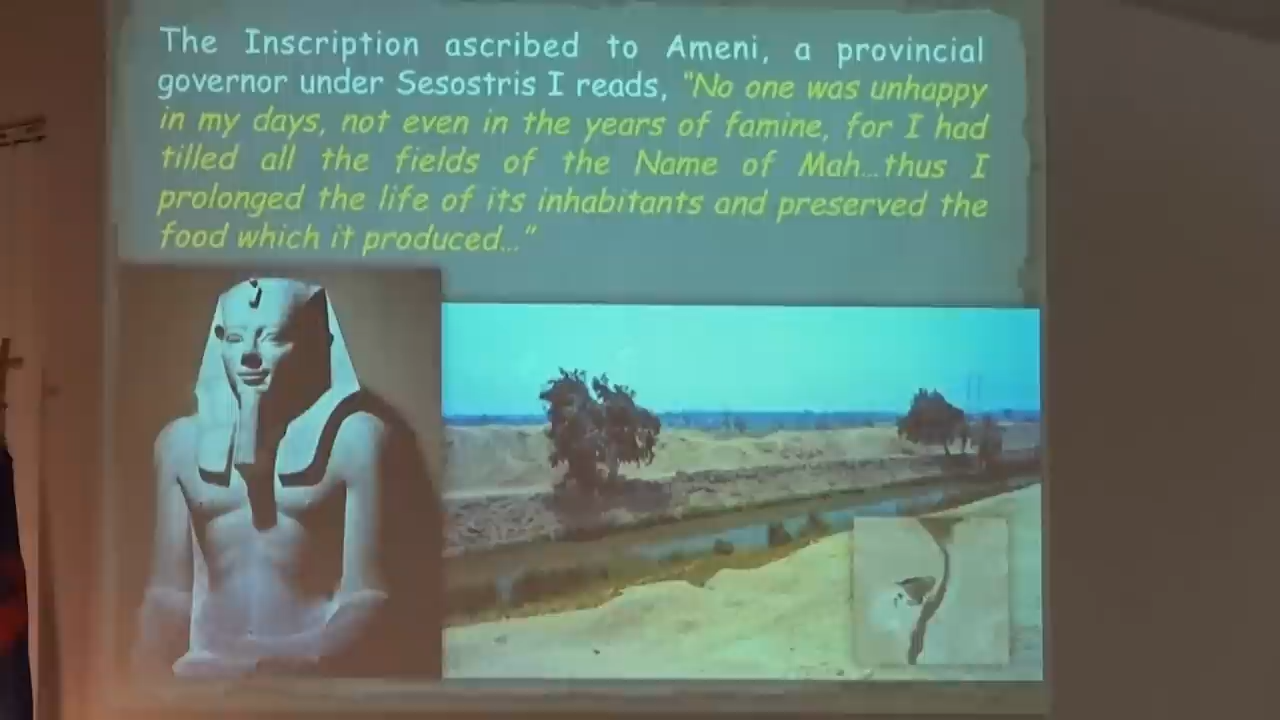 The Inscription ascribed to Ameni, a provincial
governor under Sesostris I reads, "No one was unhappy
in my days, not even in the years of famine, for I had
tilled all the fields of the Name of Mah...thus I
prolonged the life of its inhabitants and preserved the
food which it produced..."